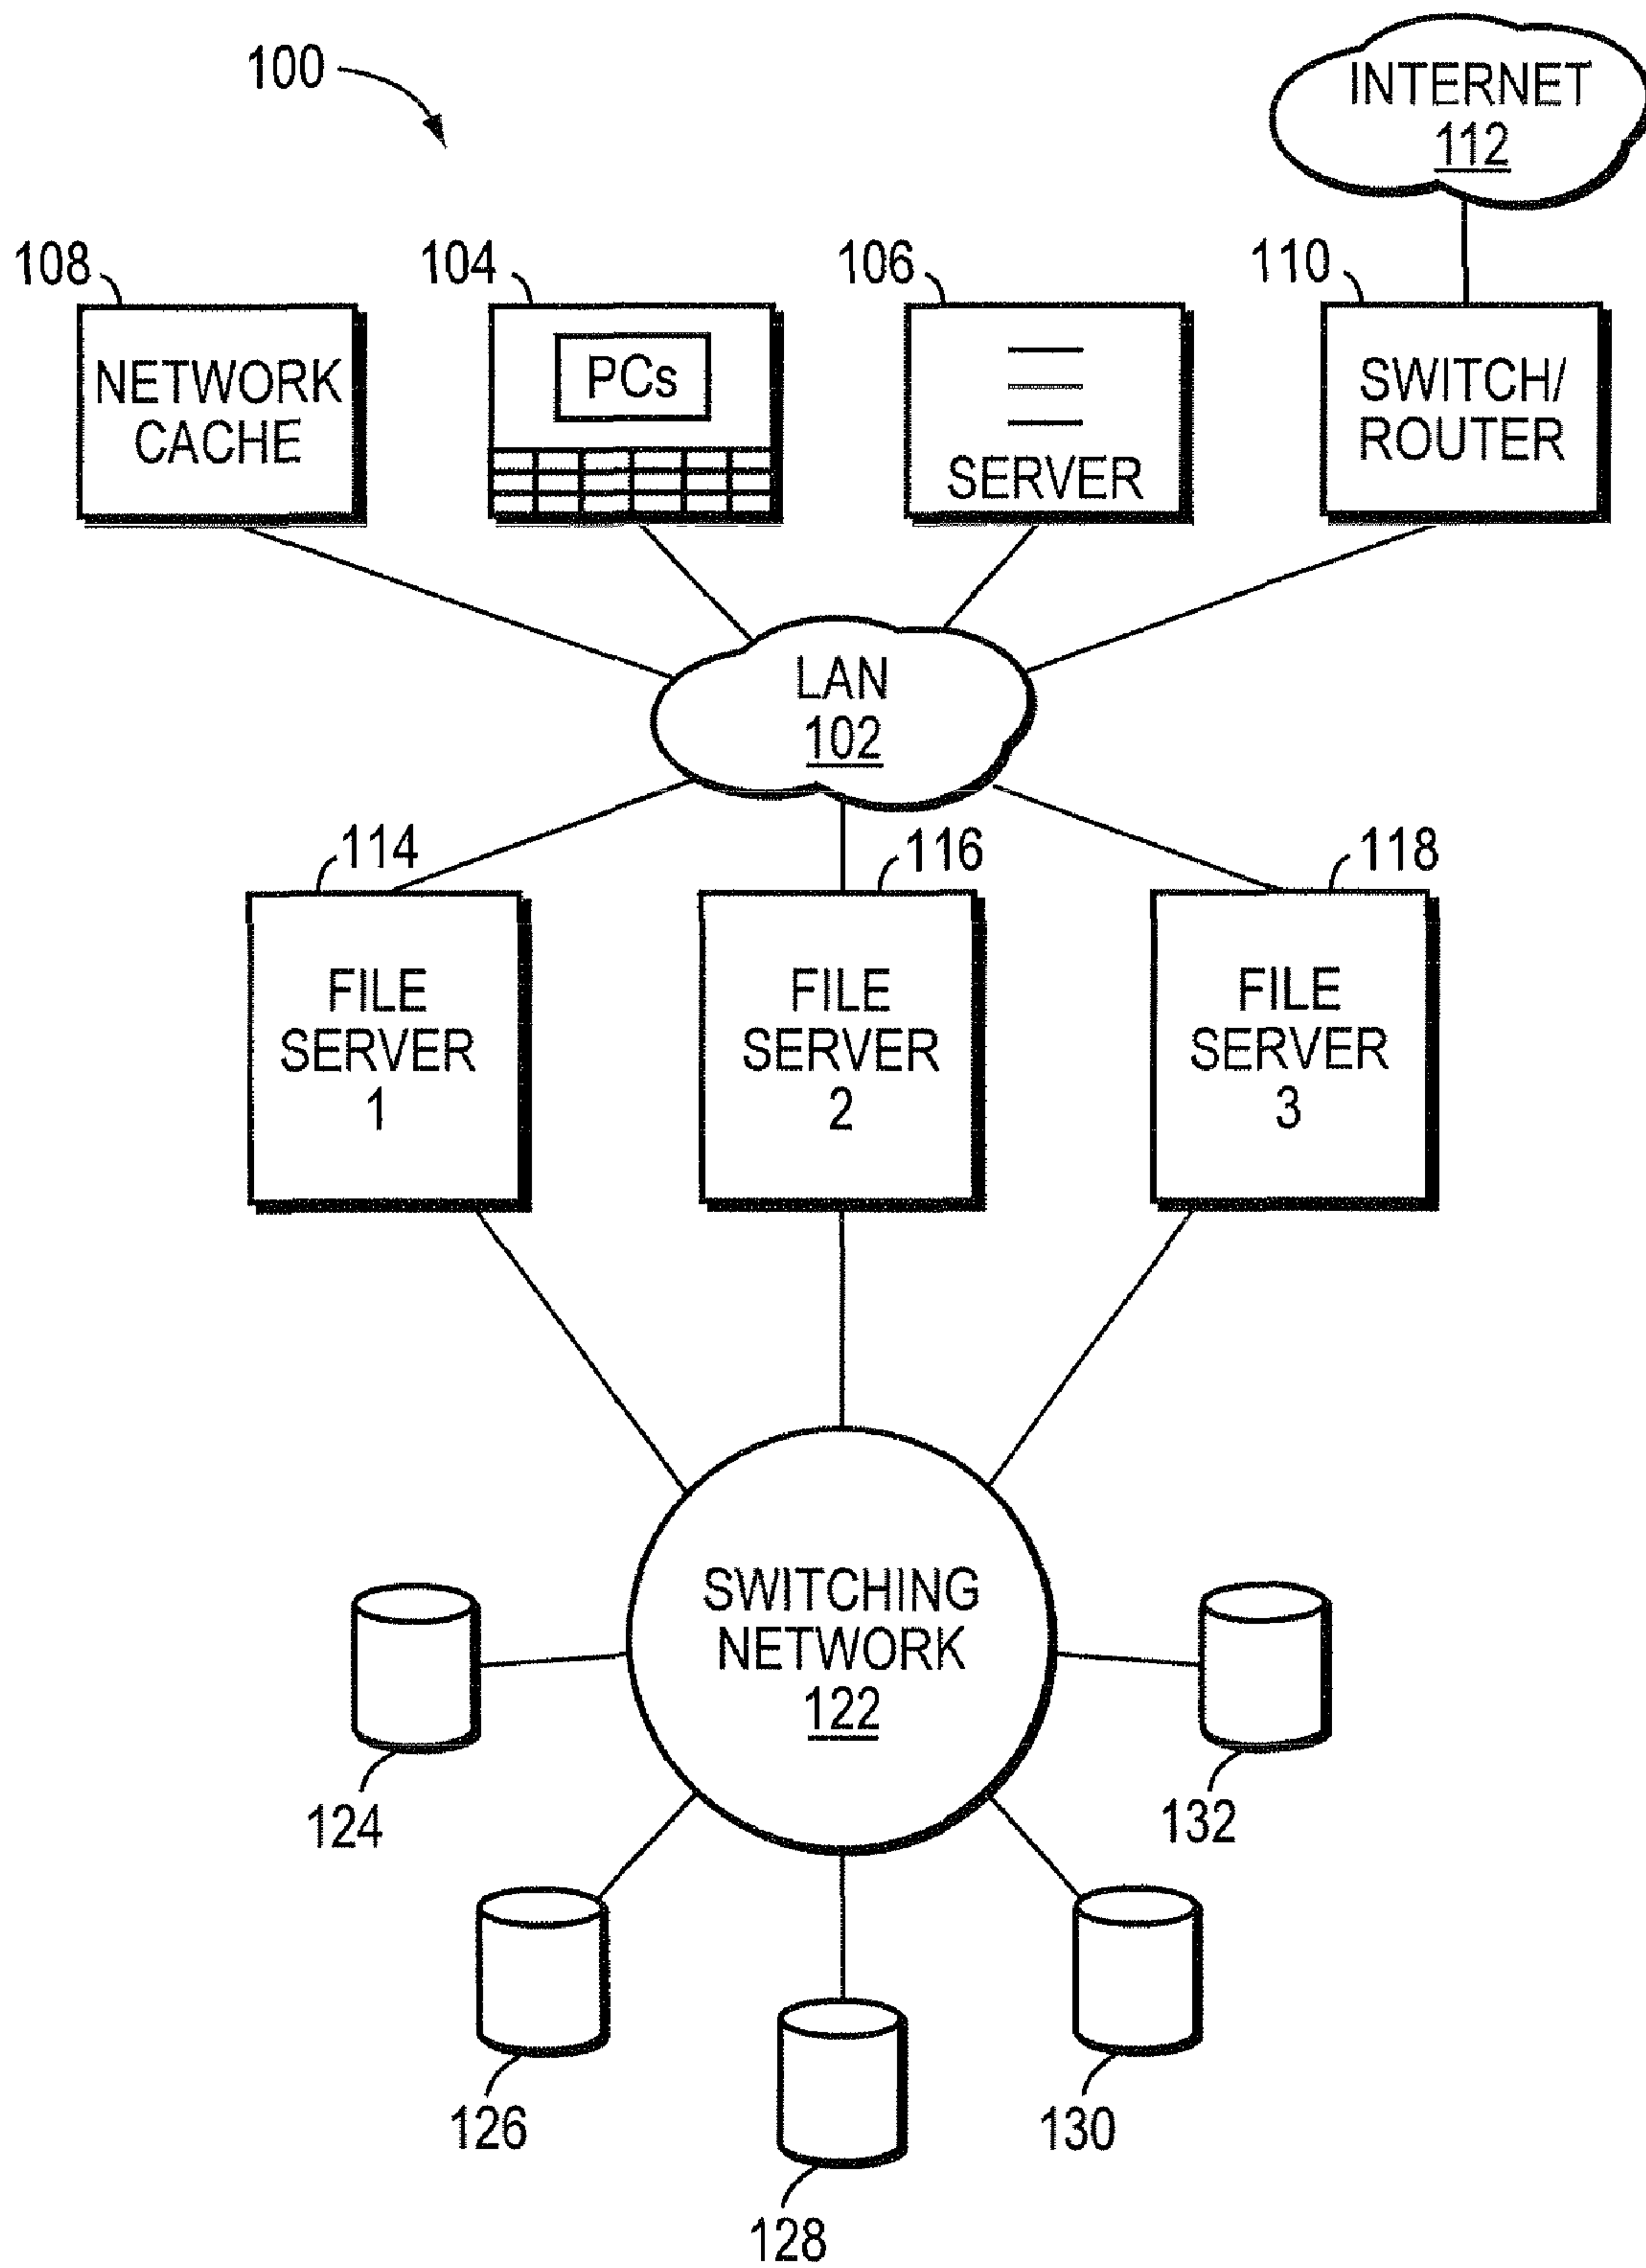 100
INTERNET
112
108
104
106
110
NETWORK
CACHE
PCs
SERVER
SWITCH/
ROUTER
LAN
102
114
116
118
FILE
SERVER
1
FILE
SERVER
2
FILE
SERVER
3
SWITCHING
NETWORK
122
124
132
126
130
128